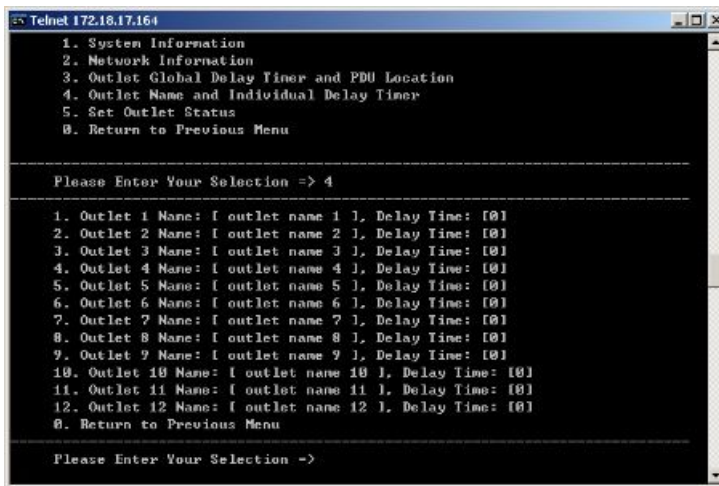 Telnet 172.18.17.164
1. System Information
2. Network Information
3. Outlet Global Delay Timer and PDU Location
4. Outlet Name and Individual Delay Timer
5. Set Outlet Status
0. Return to Previous Menu
Please Enter Your Selection => 4
1. Outlet 1 Name: [ outlet name 1 ], Delay Time: [0]
2. Outlet 2 Name: [ outlet name 2 ], Delay Time: [0]
3. Outlet 3 Name: [ outlet name 3 ], Delay Time: [0]
4. Outlet 4 Name: [ outlet name 4 ], Delay Time: [0]
5. Outlet 5 Name: [ outlet name 5 ], Delay Time: [0]
6. Outlet 6 Name: [ outlet name 6 ], Delay Time: [0]
7. Outlet 7 Name: [ outlet name 7 ], Delay Time: [0]
8. Outlet 8 Name: [ outlet name 8 ], Delay Time: [0]
9. Outlet 9 Name: [ outlet name 9 ], Delay Time: [0]
10. Outlet 10 Name: [ outlet name 10 ], Delay Time: [0]
11. Outlet 11 Name: [ outlet name 11 ], Delay Time: [0]
12. Outlet 12 Name: [ outlet name 12 ], Delay Time: [0]
0. Return to Previous Menu
Please Enter Your Selection =>